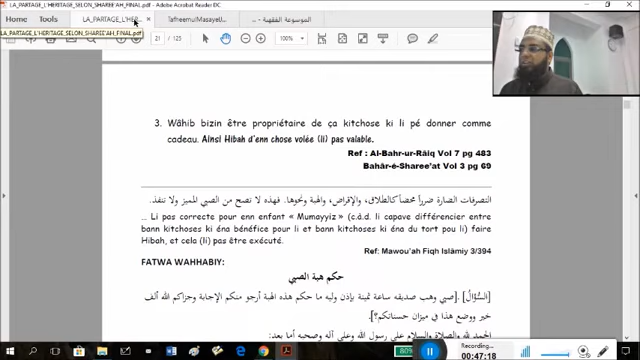 LA_PARTAGE_L'HERITAGE_SELON_SHAREE'AH_FINAL.pdf - Adobe Acrobat Reader DC
Home Tools LA_PARTAGE_L'HER... × TafreemulMasayeU... الموسوعة الفقهية - ...
LA_PARTAGE_L'HERITAGE_SELON_SHAREE'AH_FINAL.pdf
21 / 125 100%
3. Wâhib bizin être propriétaire de ça kitchose ki li pé donner comme
cadeau. Ainsi Hibah d'enn chose volée (li) pas valable.
Ref : Al-Bahr-ur-Râiq Vol 7 pg 483
Bahâr-é-Sharee'at Vol 3 pg 69
التصرفات الضارة ضرراً محضاً كالطلاق، والإقراض، والهبة ونحوها. فهذه لا تصح من الصبي المميز ولا تنفذ.
... Li pas correcte pour enn enfant « Mumayyiz » (c.à.d. li capave différencier entre
bann kitchoses ki éna bénéfice pour li et bann kitchoses ki éna du tort pou li) faire
Hibah, et cela (li) pas être exécuté.
Ref: Mawou'ah Fiqh Islâmiy 3/394
FATWA WAHHABIY:
حكم هبة الصبي
[السُّؤَالُ] ـ[صبي وهب صديقه ساعة ثمينة بإذن وليه ما حكم هذه الهبة أرجو منكم الإجابة وجزاكم الله ألف
خير ووضع هذا في ميزان حسناتكم؟].
الحمد لله والصلاة والسلام على رسول الله وعلى آله وصحبه أما بعد:
80%
Recording...
00:47:18